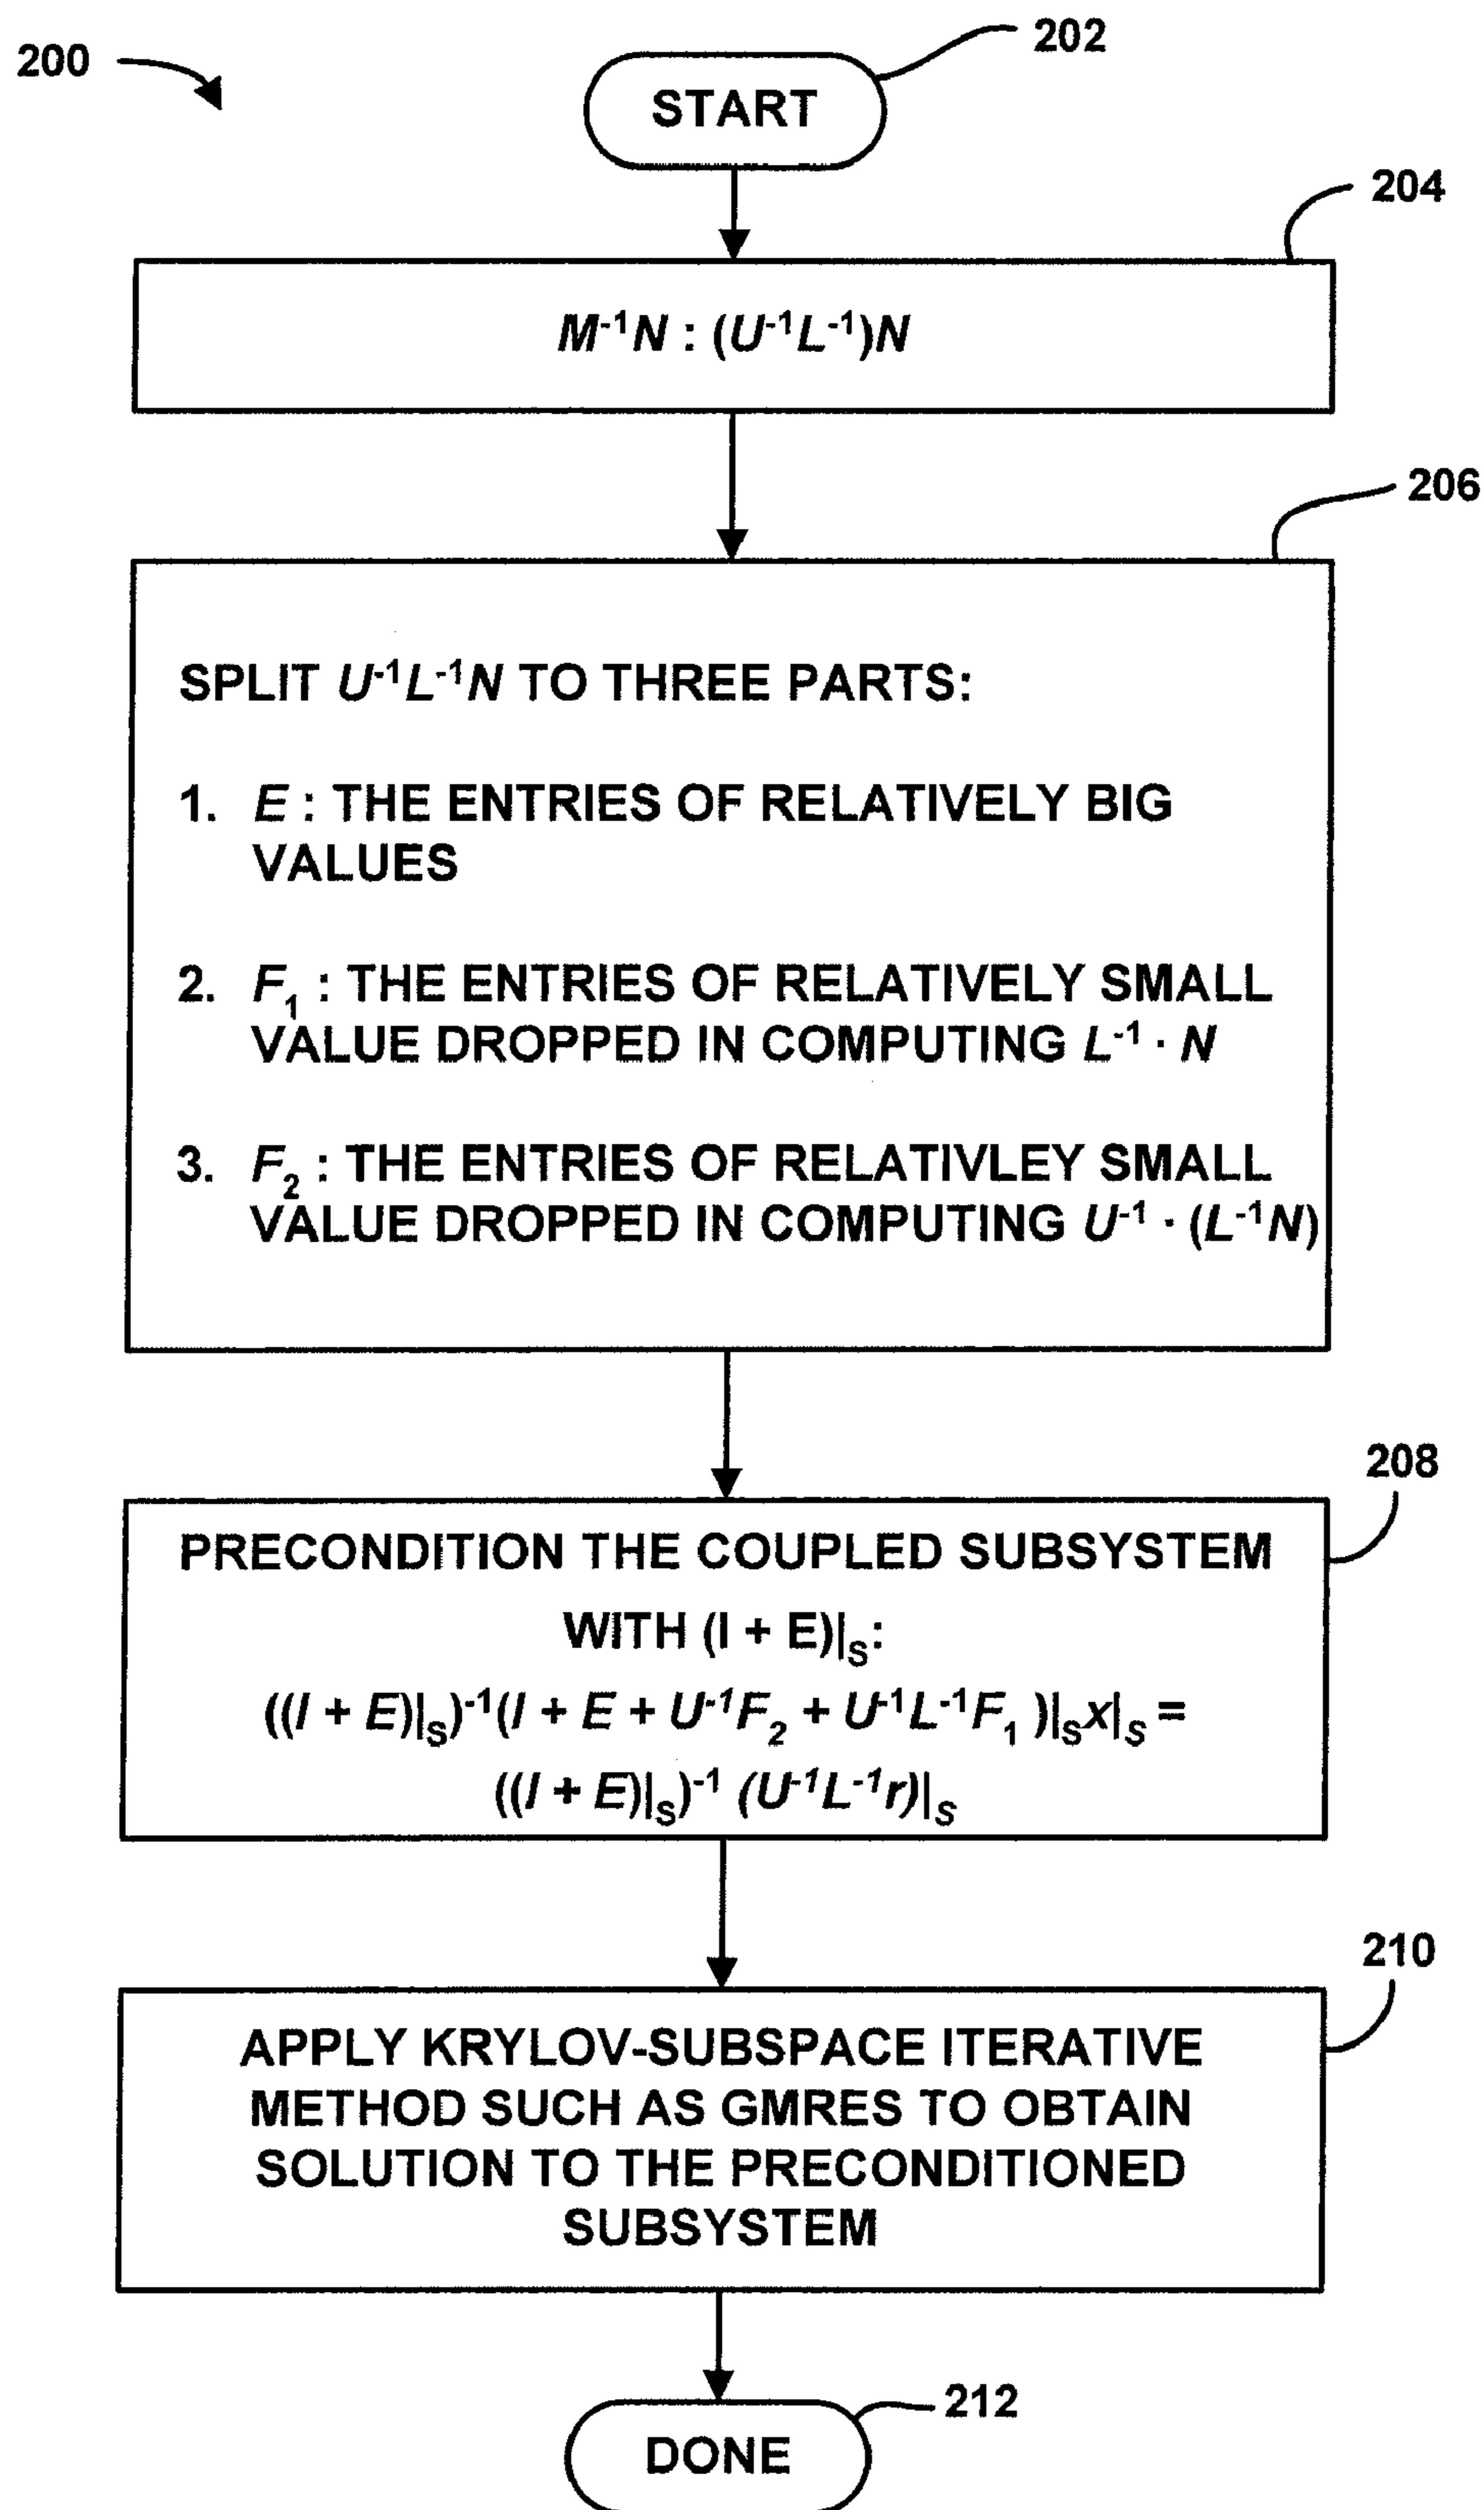 200
202
START
204
M⁻¹N : (U⁻¹L⁻¹)N
206
SPLIT U⁻¹L⁻¹N TO THREE PARTS:
1. E : THE ENTRIES OF RELATIVELY BIG
VALUES
2. F₁ : THE ENTRIES OF RELATIVELY SMALL
VALUE DROPPED IN COMPUTING L⁻¹ · N
3. F₂ : THE ENTRIES OF RELATIVLEY SMALL
VALUE DROPPED IN COMPUTING U⁻¹ · (L⁻¹N)
208
PRECONDITION THE COUPLED SUBSYSTEM
WITH (I + E)|S:
((I + E)|S)⁻¹(I + E + U⁻¹F₂ + U⁻¹L⁻¹F₁ )|Sx|S =
((I + E)|S)⁻¹ (U⁻¹L⁻¹r)|S
210
APPLY KRYLOV-SUBSPACE ITERATIVE
METHOD SUCH AS GMRES TO OBTAIN
SOLUTION TO THE PRECONDITIONED
SUBSYSTEM
212
DONE